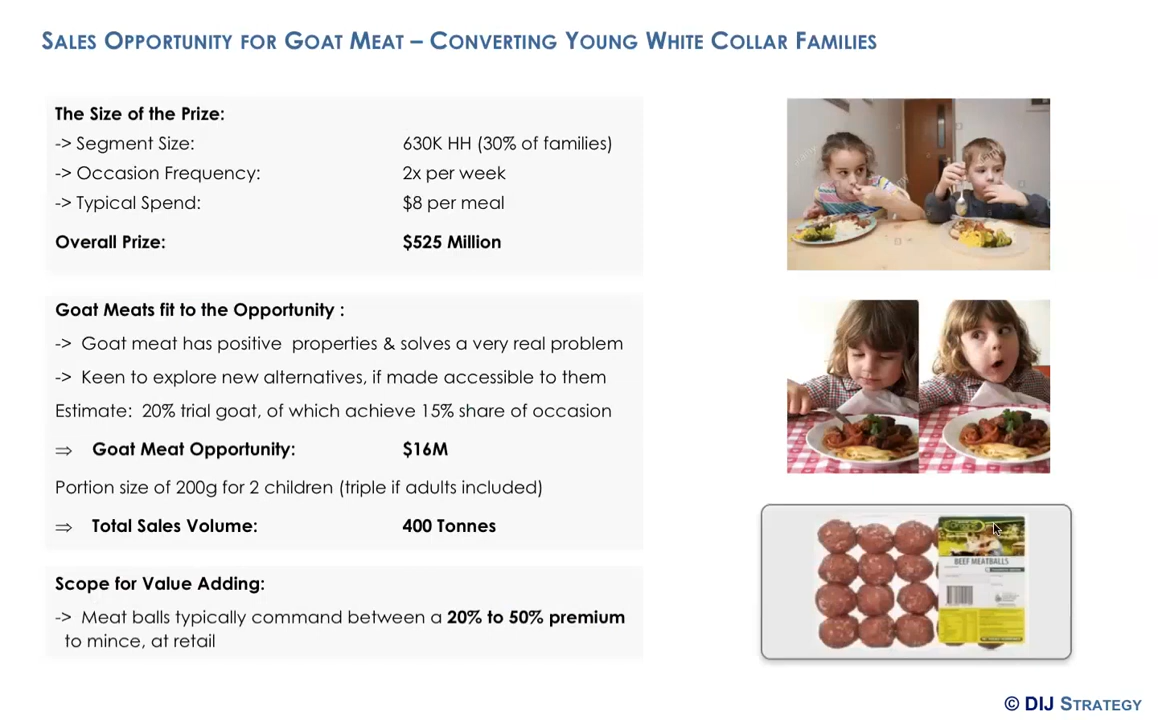 SALES OPPORTUNITY FOR GOAT MEAT – CONVERTING YOUNG WHITE COLLAR FAMILIES
The Size of the Prize:
-> Segment Size: 630K HH (30% of families)
-> Occasion Frequency: 2x per week
-> Typical Spend: $8 per meal
Overall Prize: $525 Million
Goat Meats fit to the Opportunity :
-> Goat meat has positive properties & solves a very real problem
-> Keen to explore new alternatives, if made accessible to them
Estimate: 20% trial goat, of which achieve 15% share of occasion
⇒ Goat Meat Opportunity: $16M
Portion size of 200g for 2 children (triple if adults included)
⇒ Total Sales Volume: 400 Tonnes
Scope for Value Adding:
-> Meat balls typically command between a 20% to 50% premium
to mince, at retail
BEEF MEATBALLS
© DIJ STRATEGY